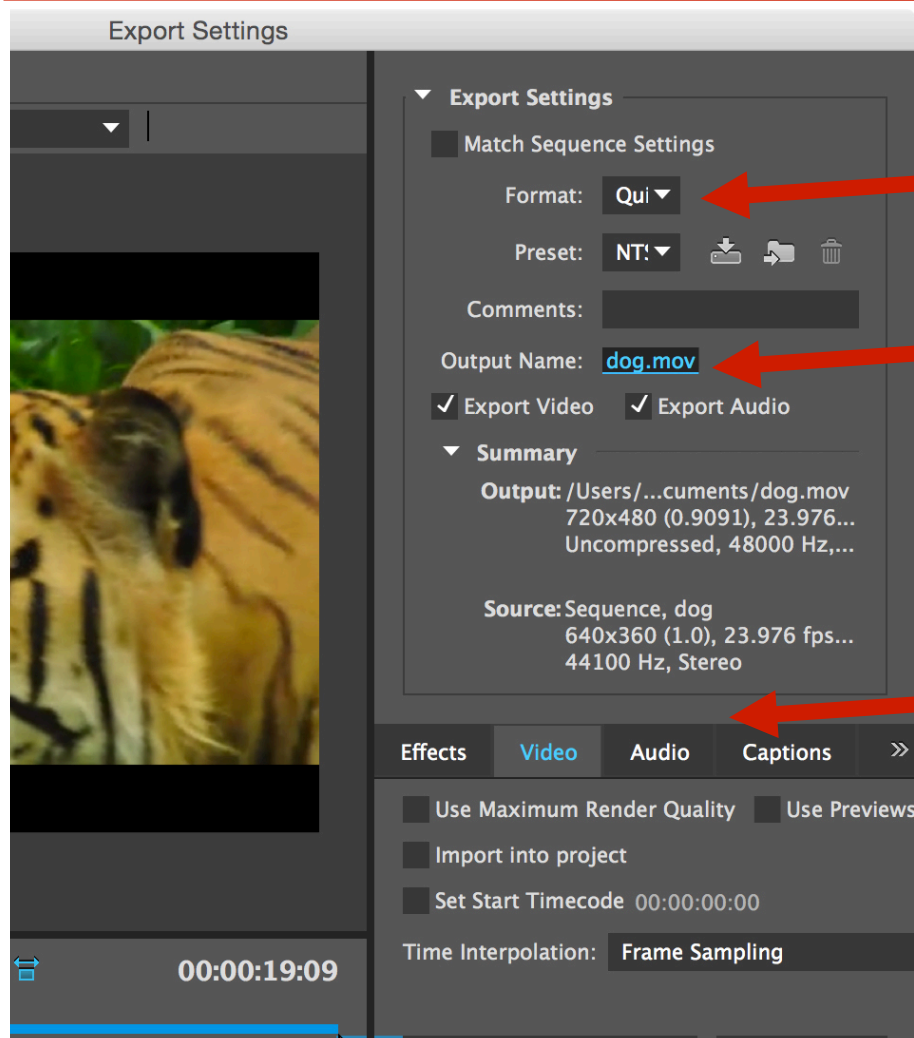 Export Settings
Export Settings
Match Sequence Settings
Format: Qui
Preset: NTS
Comments:
Output Name: dog.mov
Export Video Export Audio
Summary
Output: /Users/...cuments/dog.mov
720x480 (0.9091), 23.976...
Uncompressed, 48000 Hz,...
Source: Sequence, dog
640x360 (1.0), 23.976 fps...
44100 Hz, Stereo
Effects Video Audio Captions »
Use Maximum Render Quality Use Previews
Import into project
Set Start Timecode 00:00:00:00
Time Interpolation: Frame Sampling
00:00:19:09